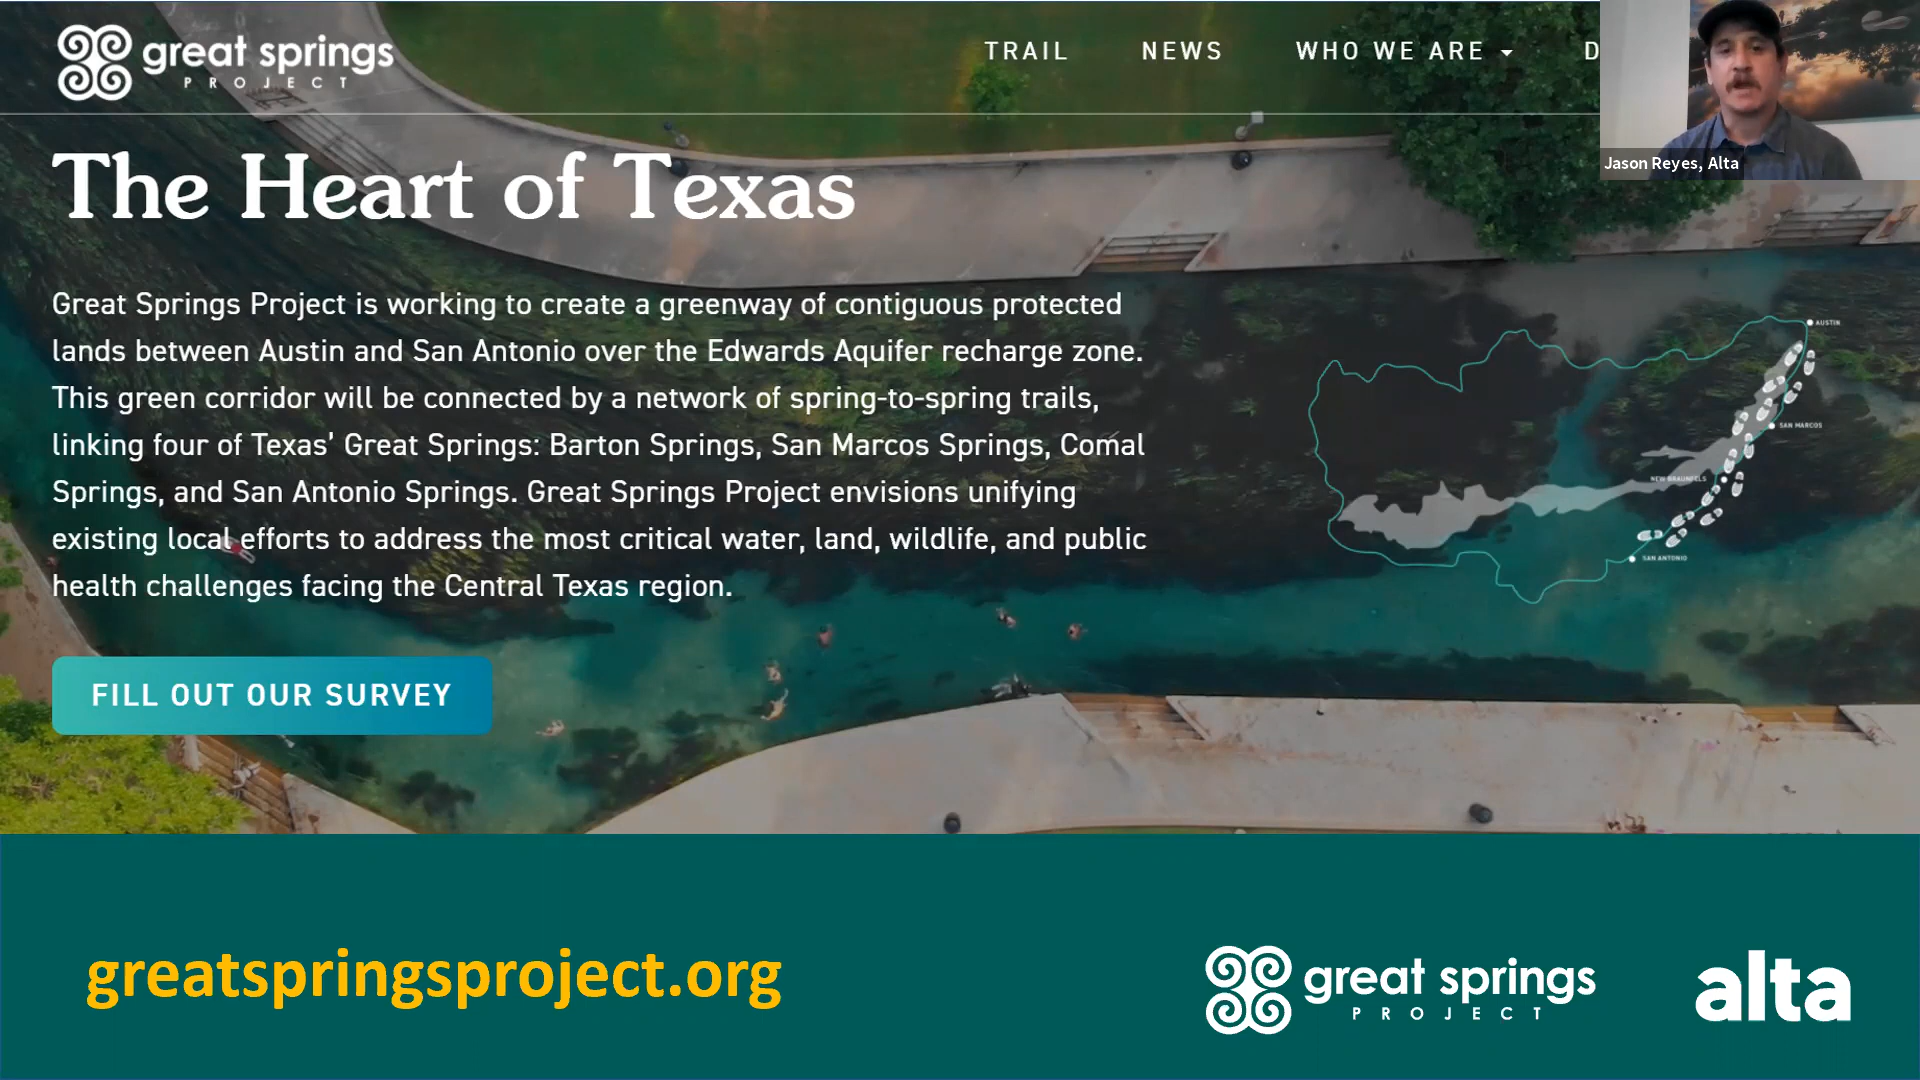 great springs
PROJECT
TRAIL
NEWS
WHO WE ARE
D
Jason Reyes, Alta
The Heart of Texas
Great Springs Project is working to create a greenway of contiguous protected
lands between Austin and San Antonio over the Edwards Aquifer recharge zone.
This green corridor will be connected by a network of spring-to-spring trails,
linking four of Texas’ Great Springs: Barton Springs, San Marcos Springs, Comal
Springs, and San Antonio Springs. Great Springs Project envisions unifying
existing local efforts to address the most critical water, land, wildlife, and public
health challenges facing the Central Texas region.
AUSTIN
SAN MARCOS
NEW BRAUNFELS
SAN ANTONIO
FILL OUT OUR SURVEY
greatspringsproject.org
great springs
PROJECT
alta